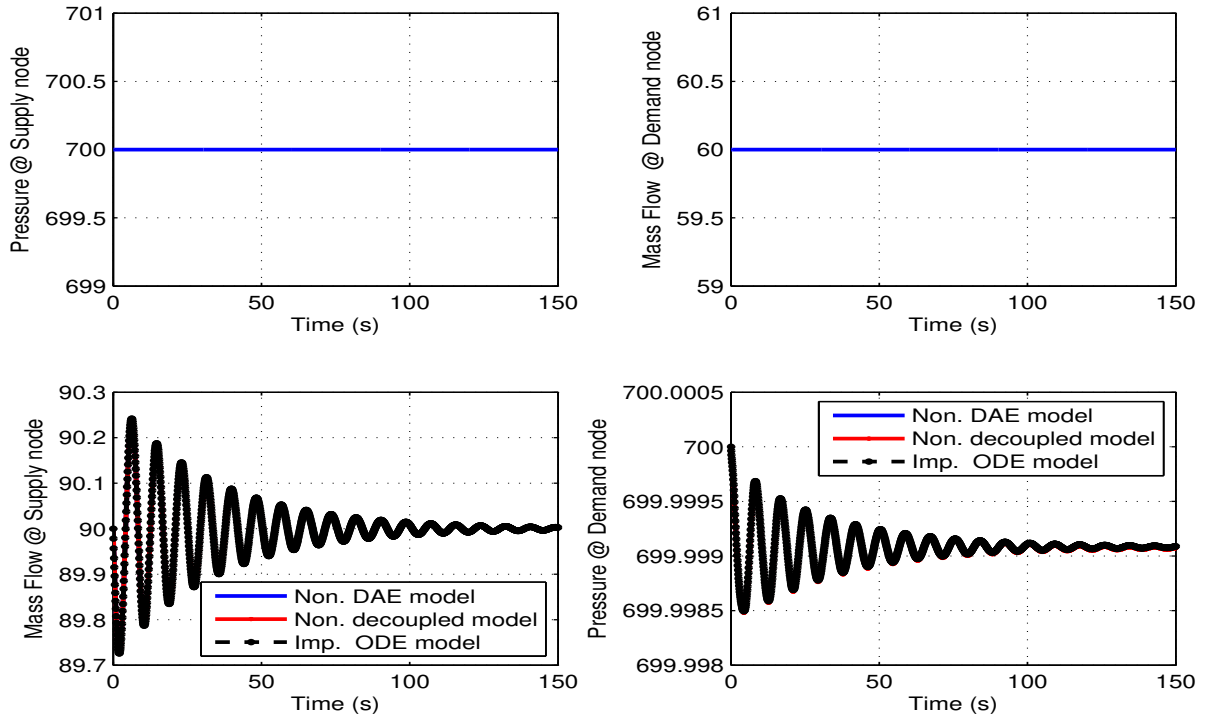 701
700.5
700
699.5
699
Pressure @ Supply node
0
50
100
150
Time (s)
61
60.5
60
59.5
59
Mass Flow @ Demand node
0
50
100
150
Time (s)
90.3
90.2
90.1
90
89.9
89.8
89.7
Mass Flow @ Supply node
Non. DAE model
Non. decoupled model
Imp. ODE model
0
50
100
150
Time (s)
700.0005
700
699.9995
699.999
699.9985
699.998
Pressure @ Demand node
Non. DAE model
Non. decoupled model
Imp. ODE model
0
50
100
150
Time (s)